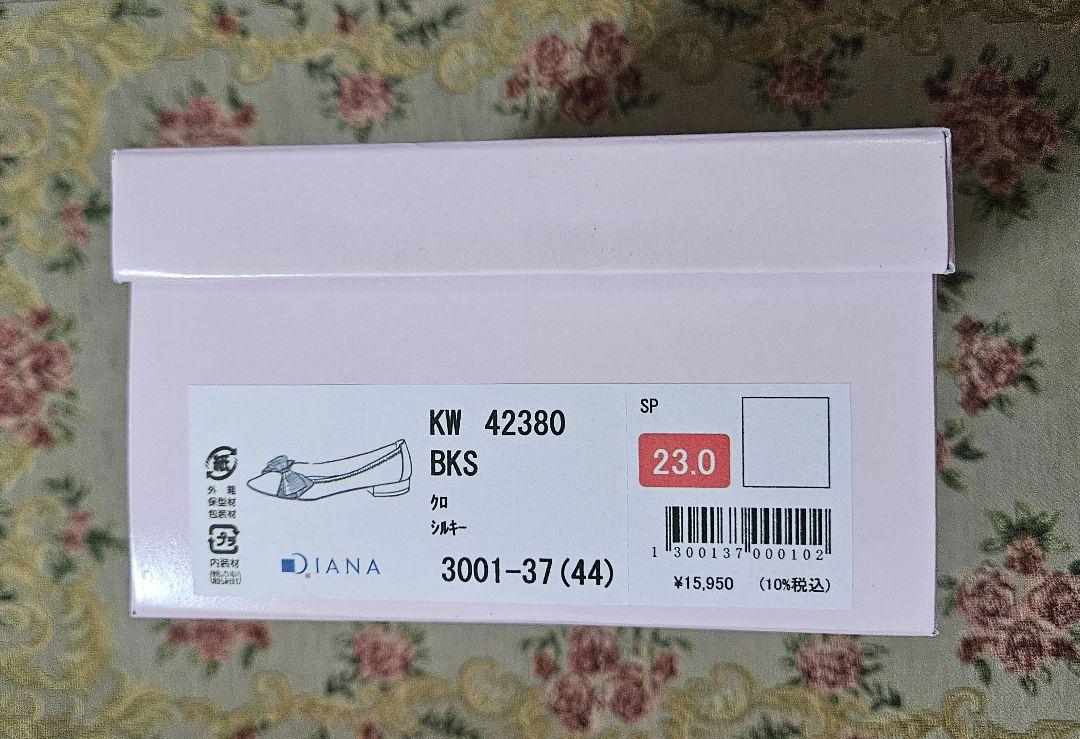 紙
外箱
保型材
包装材
プラ
内装材
DIANA
KW 42380
BKS
クロ
シルキー
3001-37(44)
SP
23.0
1 300137 000102
¥15,950 (10%税込)